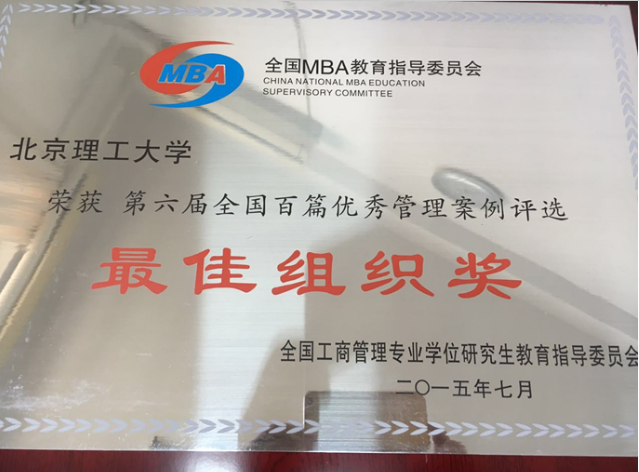 MBA
全国MBA教育指导委员会
CHINA NATIONAL MBA EDUCATION
SUPERVISORY COMMITTEE
北京理工大学
荣获 第六届全国百篇优秀管理案例评选
最佳组织奖
全国工商管理专业学位研究生教育指导委员会
二〇一五年七月